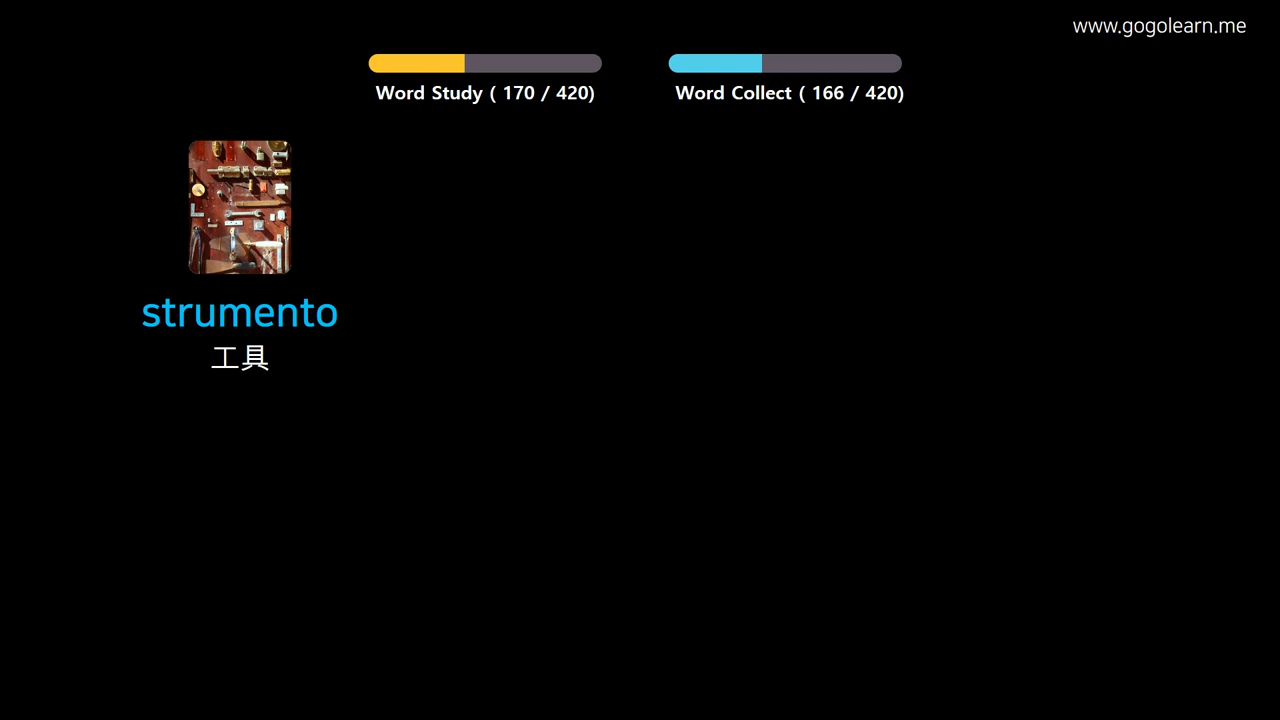 www.gogolearn.me
Word Study ( 170 / 420)
Word Collect ( 166 / 420)
strumento
工具